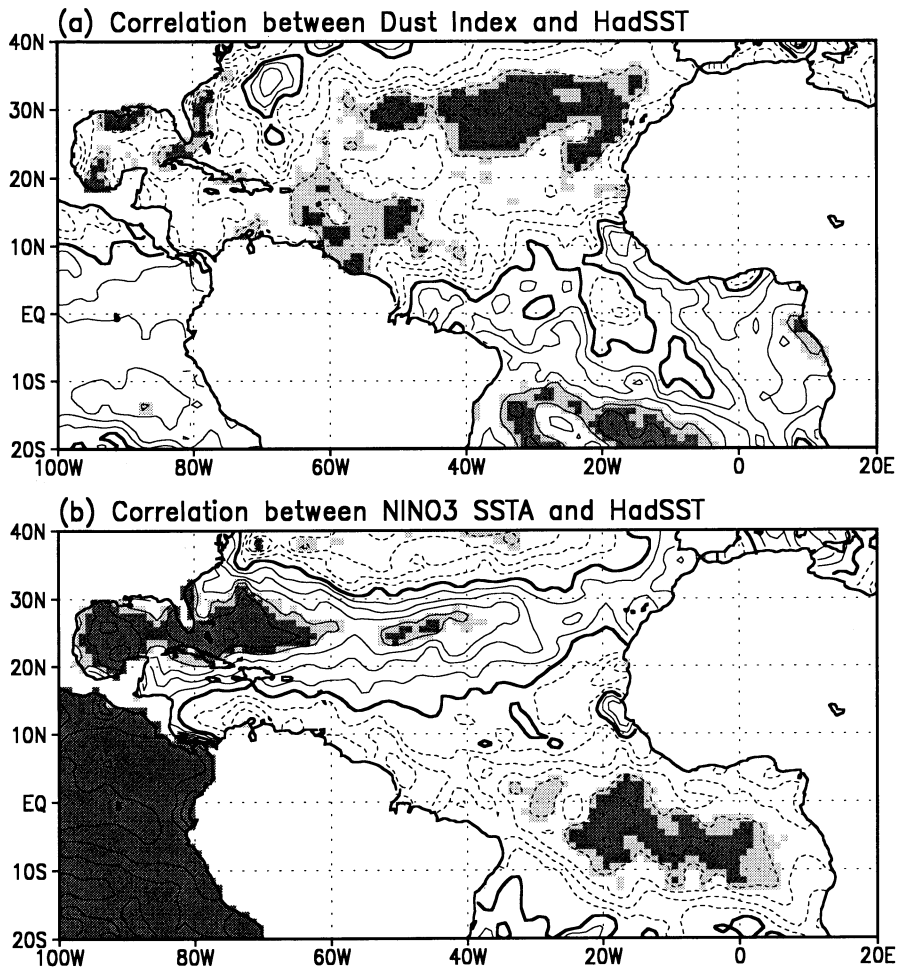 (a) Correlation between Dust Index and HadSST
40N
30N
20N
10N
EQ
10S
20S
100W 80W 60W 40W 20W 0 20E
(b) Correlation between NINO3 SSTA and HadSST
40N
30N
20N
10N
EQ
10S
20S
100W 80W 60W 40W 20W 0 20E